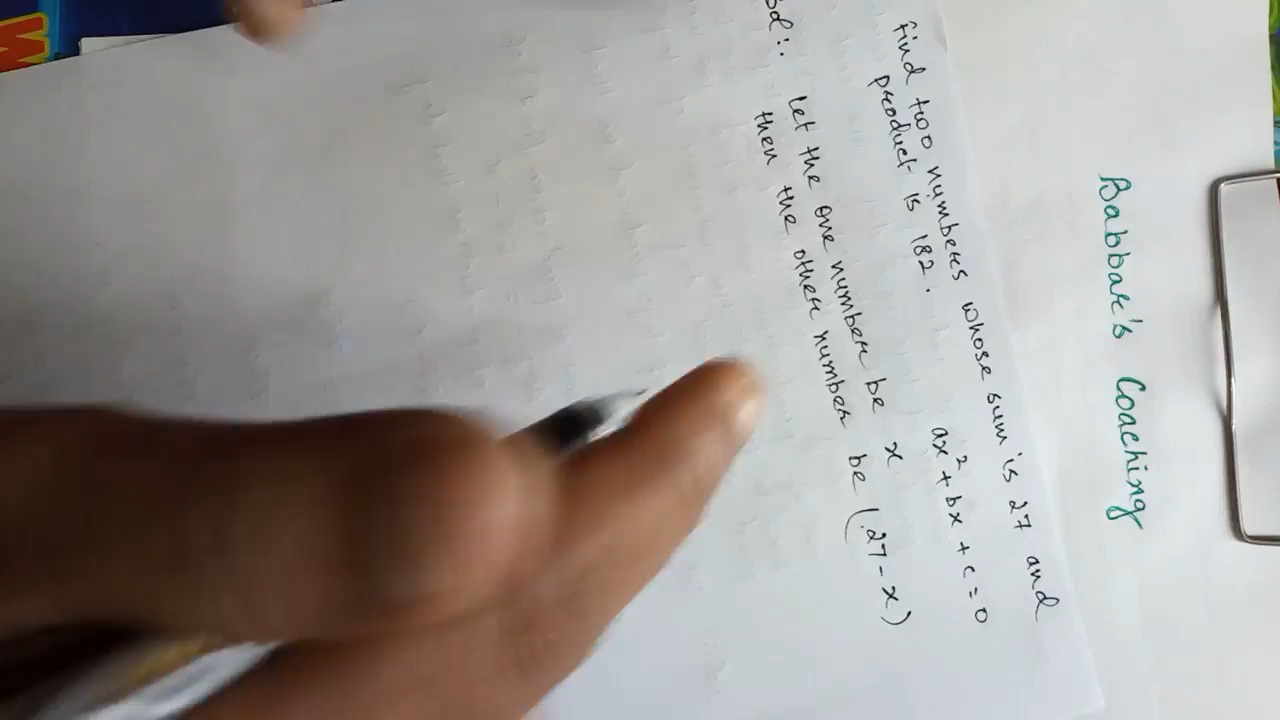 Babbar's Coaching
find two numbers whose sum is 27 and
product is 182.
ax² + bx + c = 0
let the one number be x
then the other number be (27 - x)